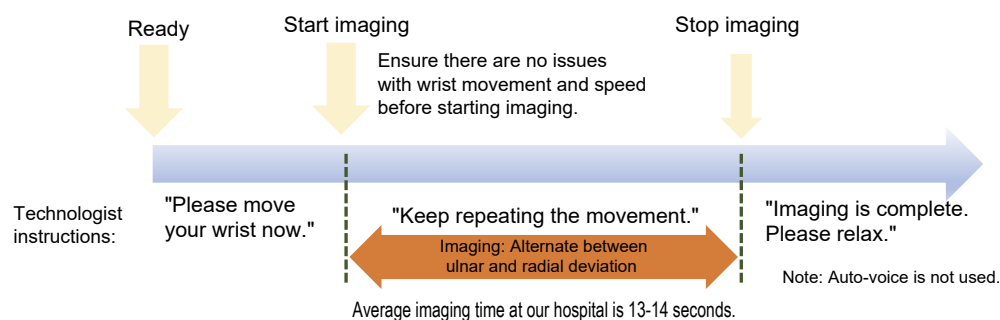 Ready
Start imaging
Stop imaging
Ensure there are no issues
with wrist movement and speed
before starting imaging.
Technologist
instructions:
"Please move
your wrist now."
"Keep repeating the movement."
Imaging: Alternate between
ulnar and radial deviation
"Imaging is complete.
Please relax."
Note: Auto-voice is not used.
Average imaging time at our hospital is 13-14 seconds.